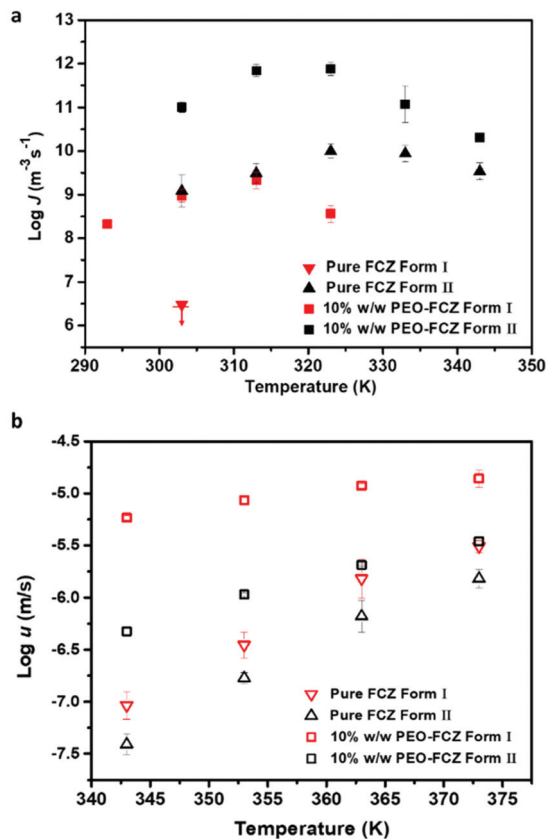 a
13
12
11
10
9
8
7
6
Log J (m⁻³ s⁻¹)
Pure FCZ Form I
Pure FCZ Form II
10% w/w PEO-FCZ Form I
10% w/w PEO-FCZ Form II
290 300 310 320 330 340 350
Temperature (K)
b
-4.5
-5.0
-5.5
-6.0
-6.5
-7.0
-7.5
Log u (m/s)
Pure FCZ Form I
Pure FCZ Form II
10% w/w PEO-FCZ Form I
10% w/w PEO-FCZ Form II
340 345 350 355 360 365 370 375
Temperature (K)